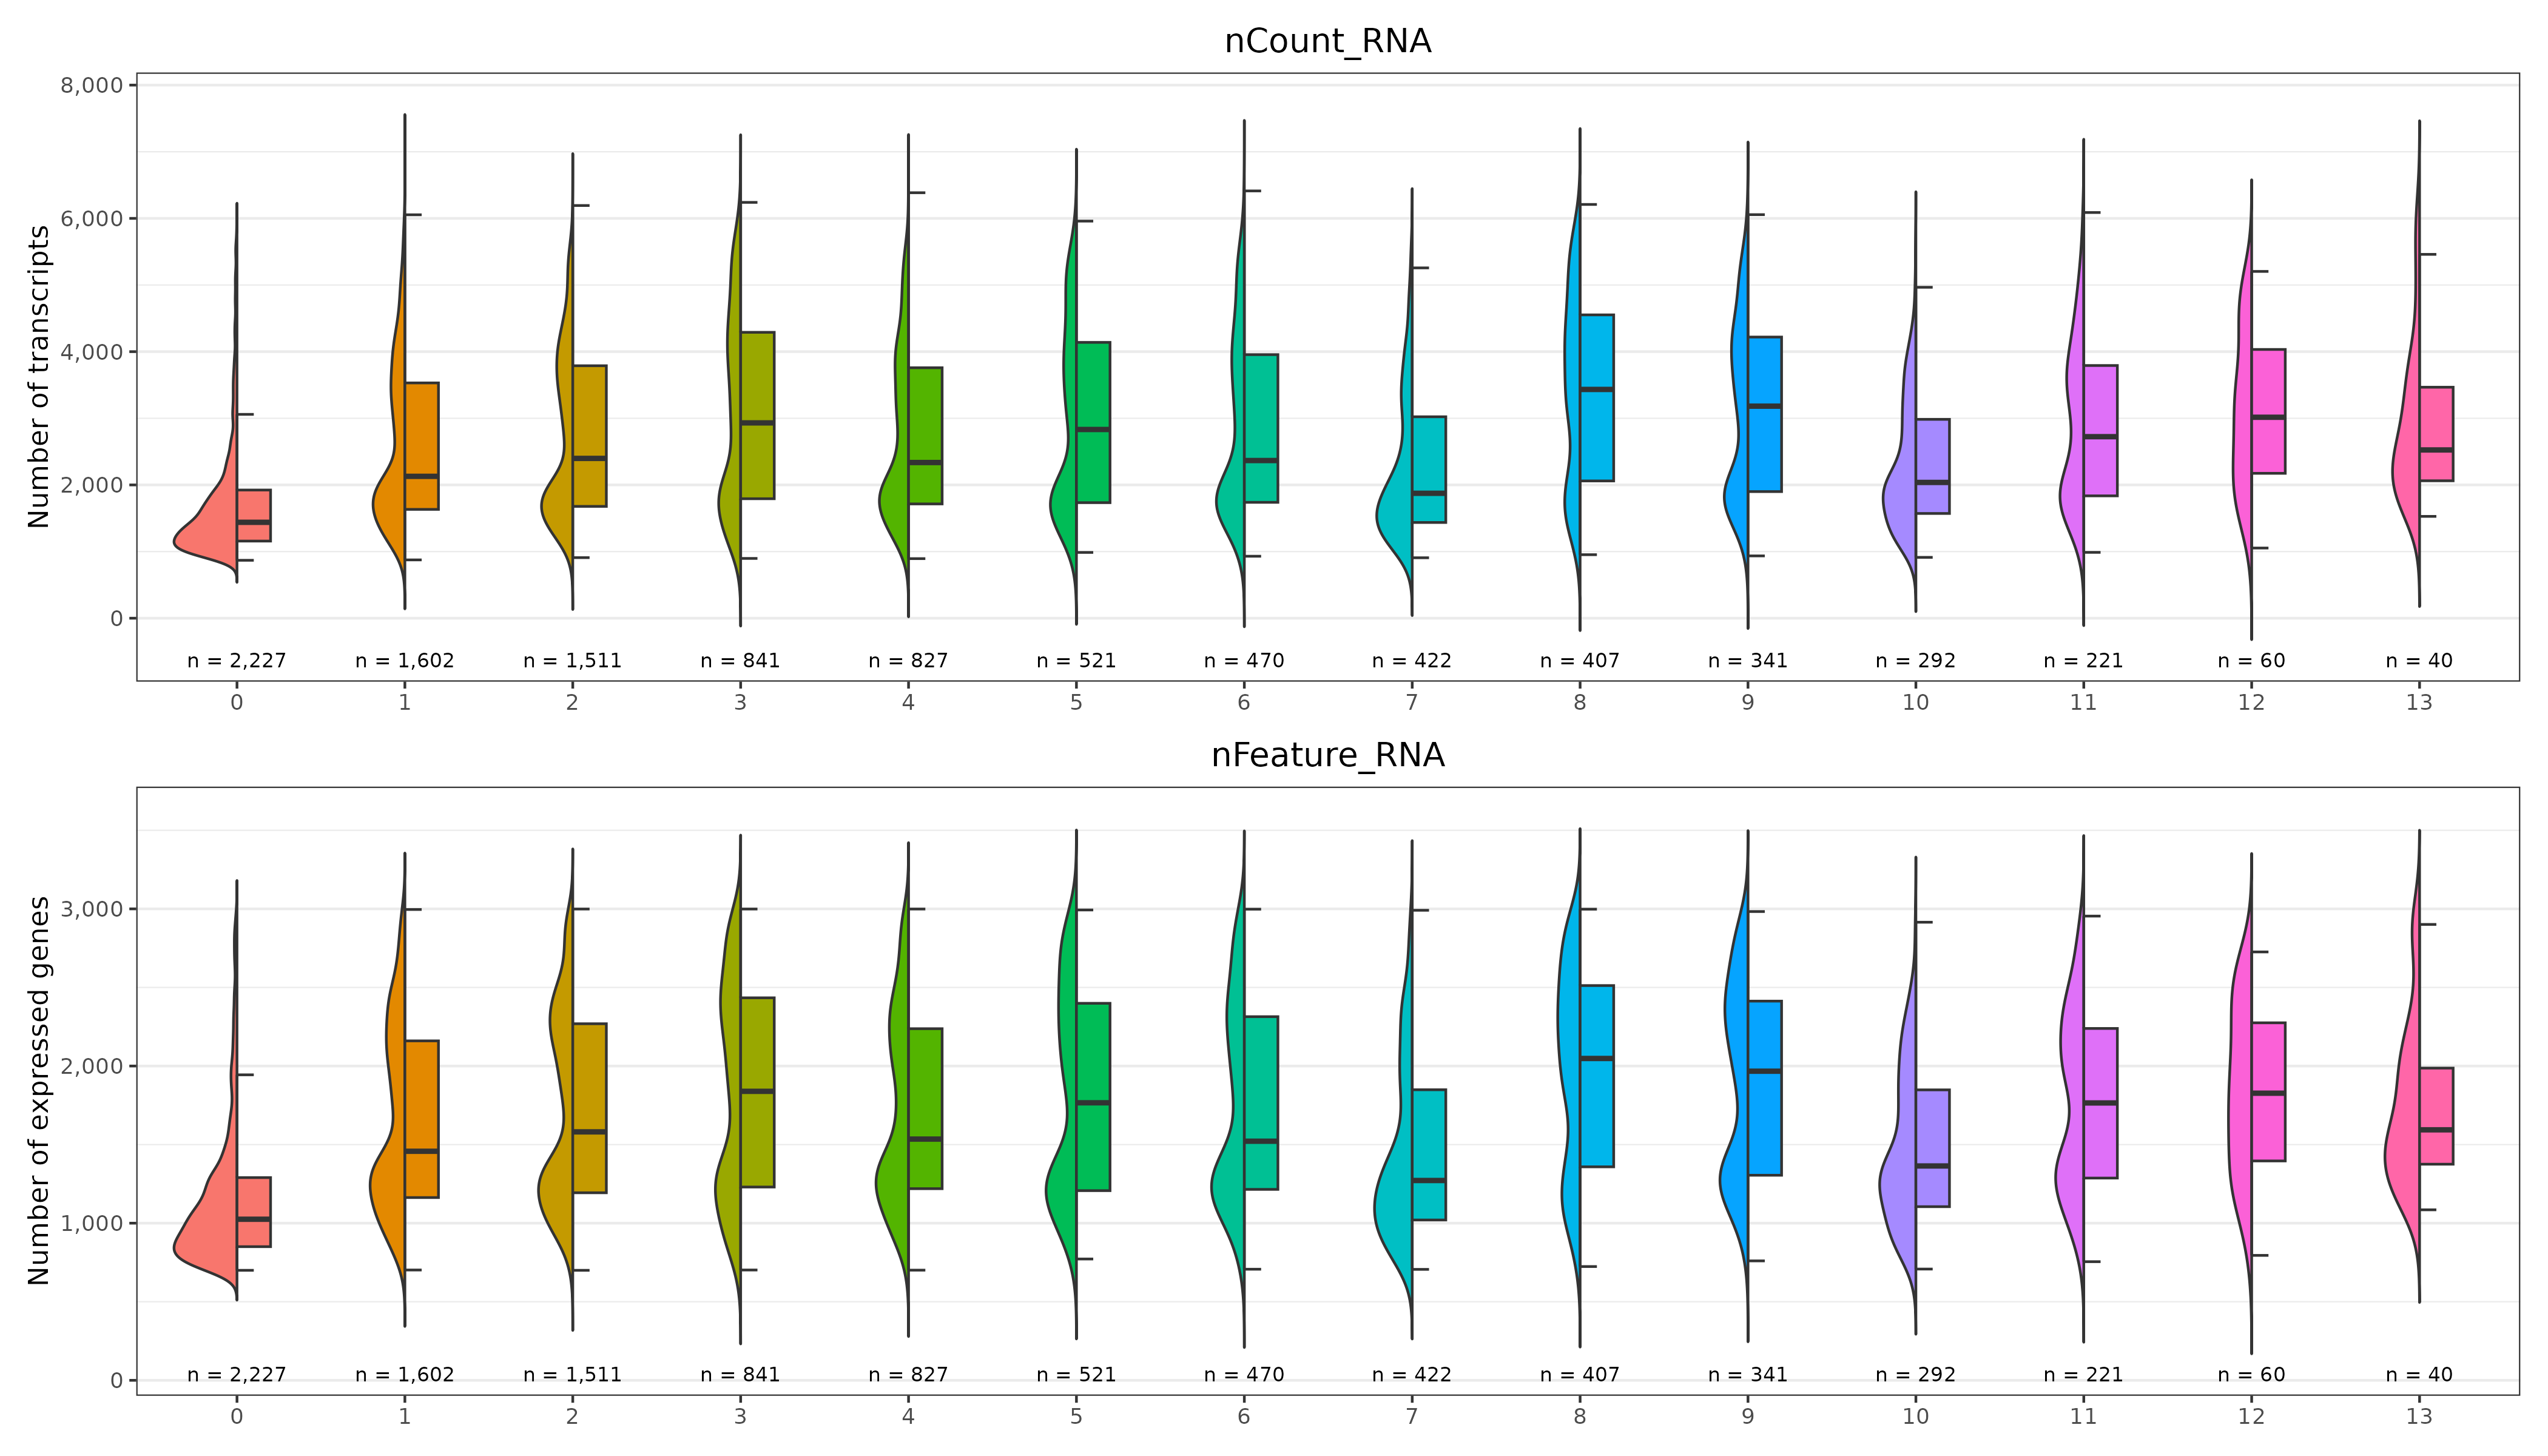 nCount_RNA
Number of transcripts
8,000
6,000
4,000
2,000
0
n = 2,227 n = 1,602 n = 1,511 n = 841 n = 827 n = 521 n = 470 n = 422 n = 407 n = 341 n = 292 n = 221 n = 60 n = 40
0 1 2 3 4 5 6 7 8 9 10 11 12 13
nFeature_RNA
Number of expressed genes
3,000
2,000
1,000
0
n = 2,227 n = 1,602 n = 1,511 n = 841 n = 827 n = 521 n = 470 n = 422 n = 407 n = 341 n = 292 n = 221 n = 60 n = 40
0 1 2 3 4 5 6 7 8 9 10 11 12 13